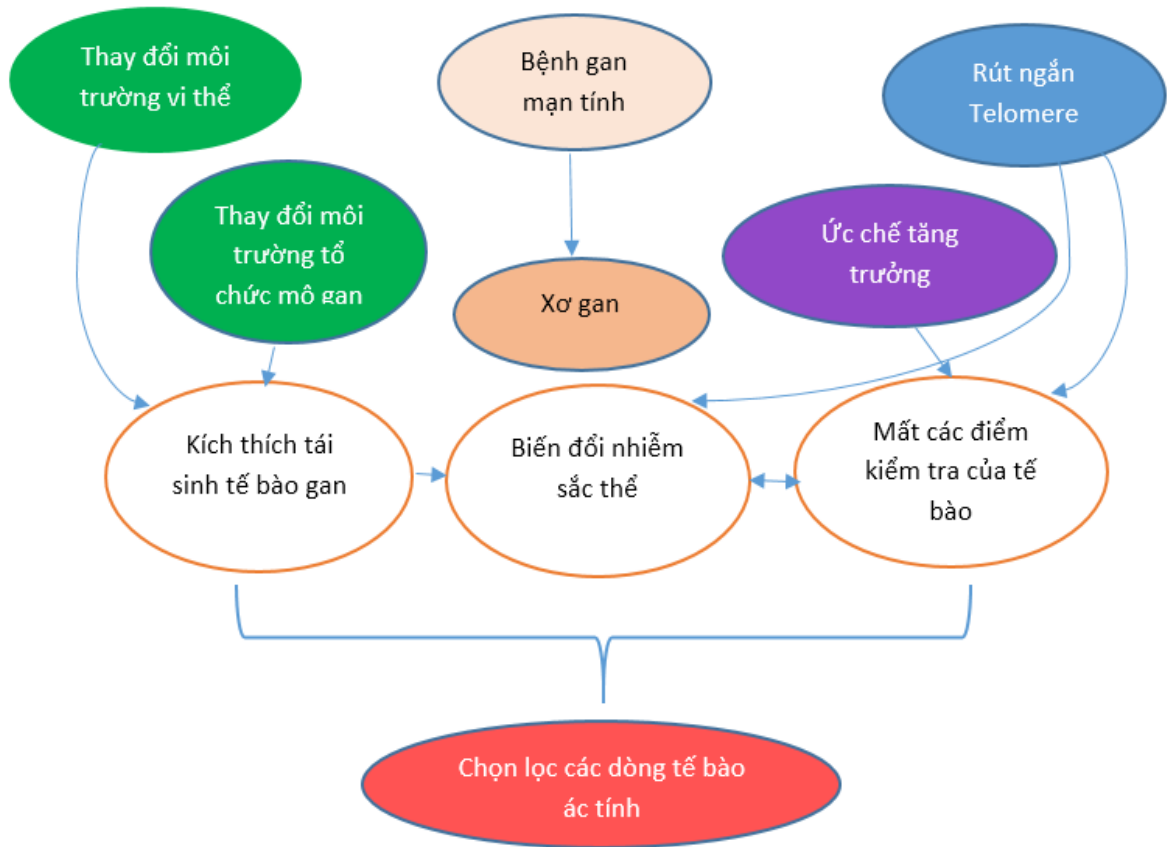 Thay đổi môi
trường vi thể
Bệnh gan
mạn tính
Rút ngắn
Telomere
Thay đổi môi
trường tổ
chức mô gan
Ức chế tăng
trưởng
Xơ gan
Kích thích tái
sinh tế bào gan
Biến đổi nhiễm
sắc thể
Mất các điểm
kiểm tra của tế
bào
Chọn lọc các dòng tế bào
ác tính